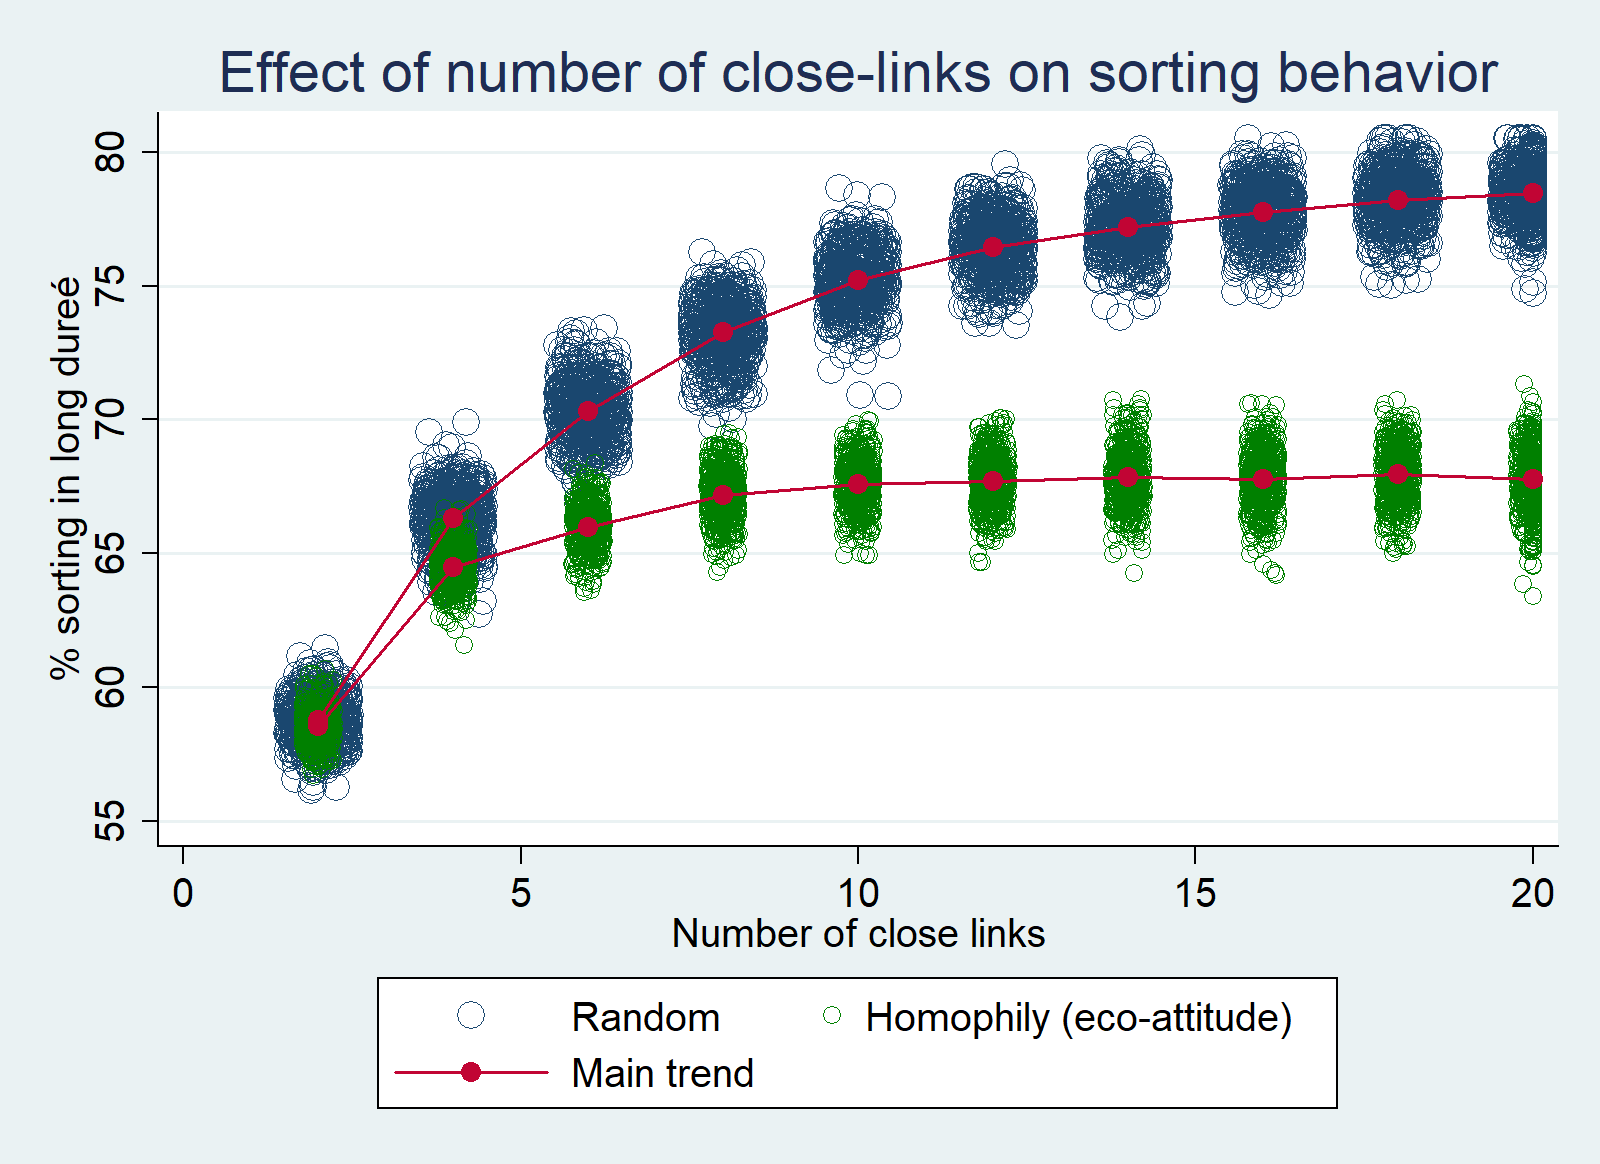 Effect of number of close-links on sorting behavior
% sorting in long dureé
80
75
70
65
60
55
0 5 10 15 20
Number of close links
Random Homophily (eco-attitude)
Main trend